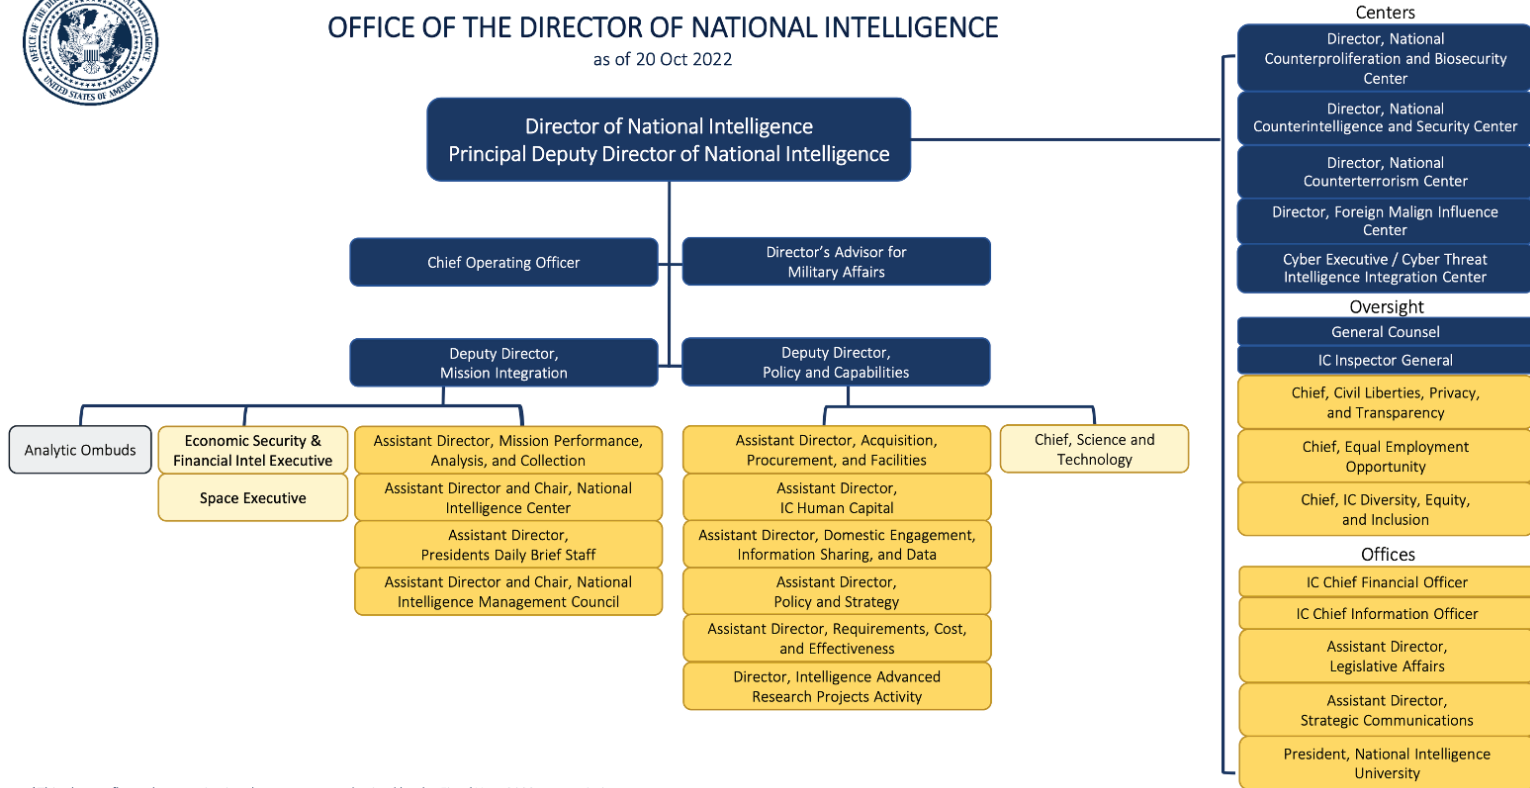 OFFICE OF THE DIRECTOR OF NATIONAL INTELLIGENCE
as of 20 Oct 2022
UNITED STATES OF AMERICA
Director of National Intelligence
Principal Deputy Director of National Intelligence
Chief Operating Officer
Director's Advisor for
Military Affairs
Deputy Director,
Mission Integration
Deputy Director,
Policy and Capabilities
Analytic Ombuds
Economic Security &
Financial Intel Executive
Space Executive
Assistant Director, Mission Performance,
Analysis, and Collection
Assistant Director and Chair, National
Intelligence Center
Assistant Director,
Presidents Daily Brief Staff
Assistant Director and Chair, National
Intelligence Management Council
Assistant Director, Acquisition,
Procurement, and Facilities
Assistant Director,
IC Human Capital
Assistant Director, Domestic Engagement,
Information Sharing, and Data
Assistant Director,
Policy and Strategy
Assistant Director, Requirements, Cost,
and Effectiveness
Director, Intelligence Advanced
Research Projects Activity
Chief, Science and
Technology
Centers
Director, National
Counterproliferation and Biosecurity
Center
Director, National
Counterintelligence and Security Center
Director, National
Counterterrorism Center
Director, Foreign Malign Influence
Center
Cyber Executive / Cyber Threat
Intelligence Integration Center
Oversight
General Counsel
IC Inspector General
Chief, Civil Liberties, Privacy,
and Transparency
Chief, Equal Employment
Opportunity
Chief, IC Diversity, Equity,
and Inclusion
Offices
IC Chief Financial Officer
IC Chief Information Officer
Assistant Director,
Legislative Affairs
Assistant Director,
Strategic Communications
President, National Intelligence
University